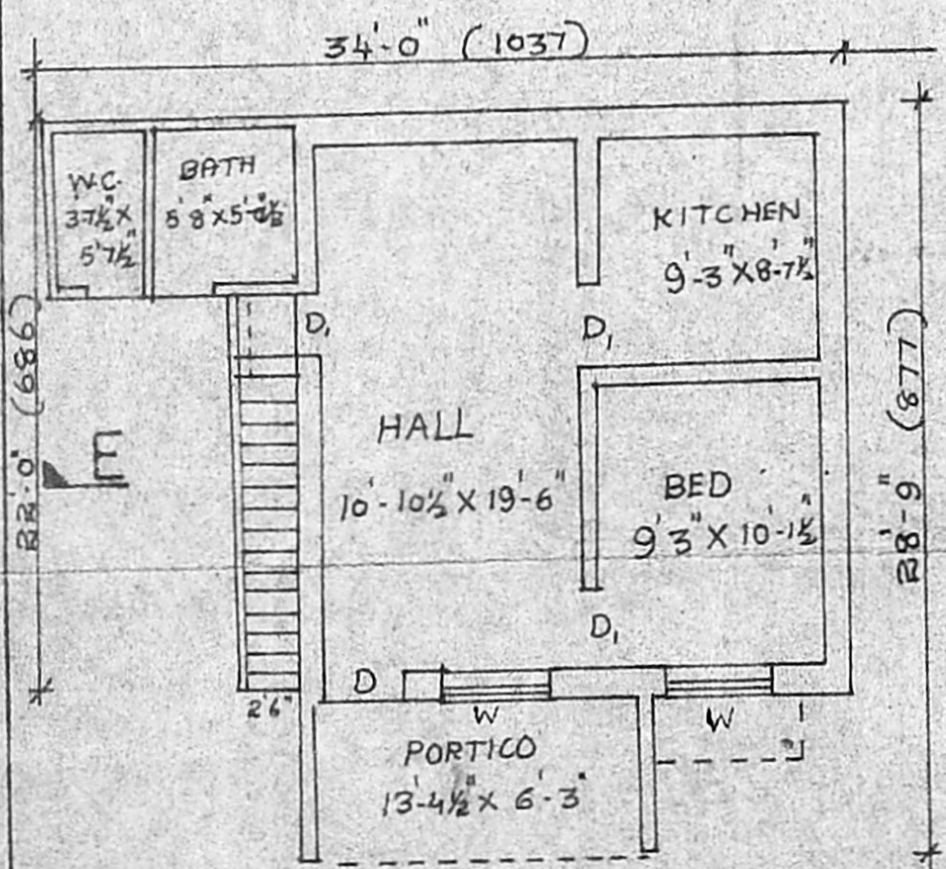 34'-0" (1037)
W.C.
3'7½" X
5'7½"
BATH
5'8" X 5'
KITCHEN
9'-3" X 8'-7½"
D₁
D₁
22'-0" (686)
E
HALL
10'-10½" X 19'-6"
BED
9'3" X 10'-1½"
28'-9" (877)
D₁
D
2'6"
W
W
PORTICO
13'-4½" X 6'-3"